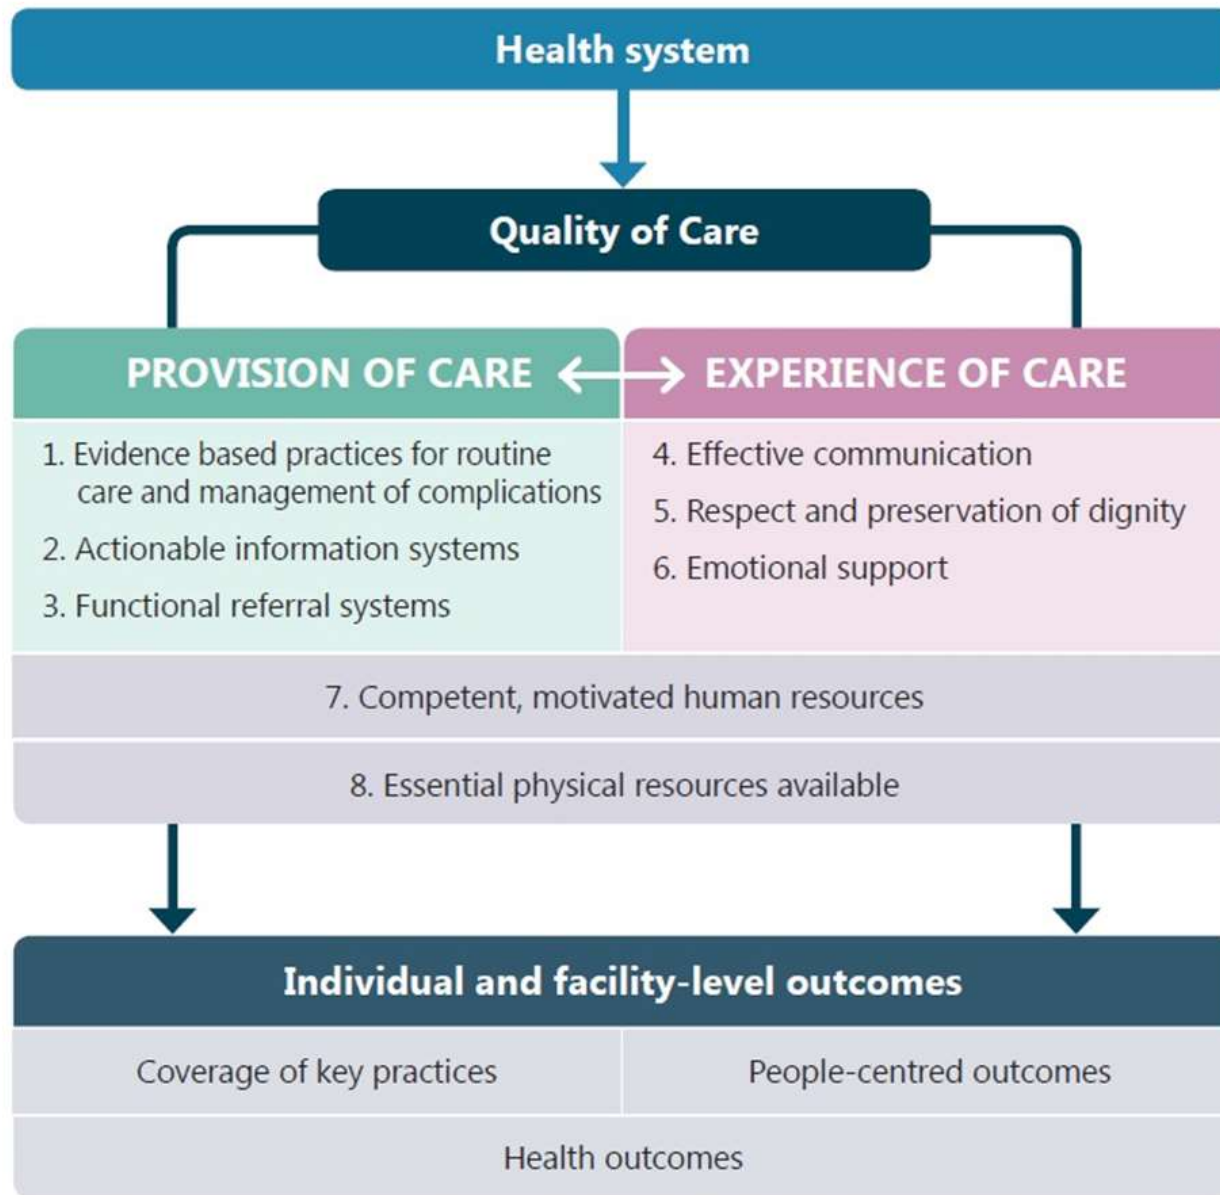 Health system
Quality of Care
PROVISION OF CARE
1. Evidence based practices for routine
care and management of complications
2. Actionable information systems
3. Functional referral systems
EXPERIENCE OF CARE
4. Effective communication
5. Respect and preservation of dignity
6. Emotional support
7. Competent, motivated human resources
8. Essential physical resources available
Individual and facility-level outcomes
Coverage of key practices
People-centred outcomes
Health outcomes